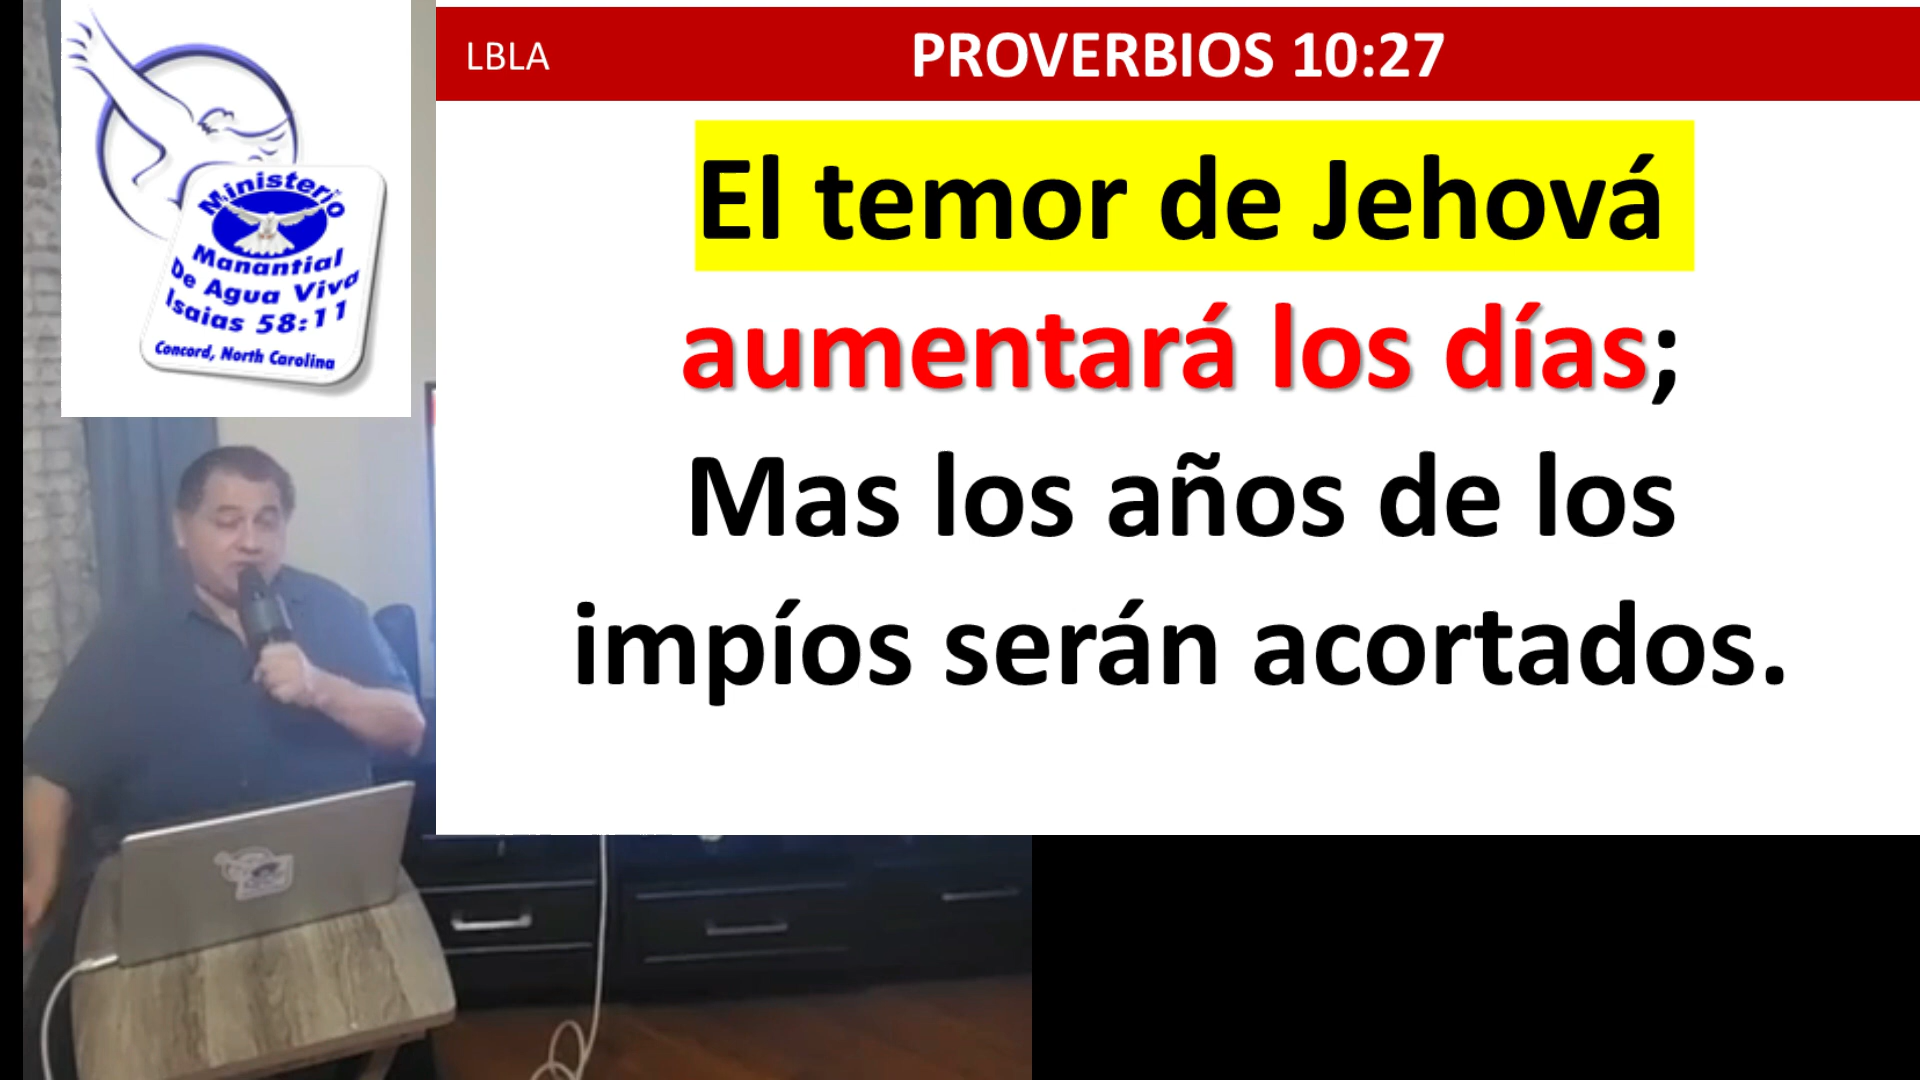 LBLA
PROVERBIOS 10:27
El temor de Jehová
aumentará los días;
Mas los años de los
impíos serán acortados.
Ministerio
Manantial
De Agua Viva
Isaias 58:11
Concord, North Carolina